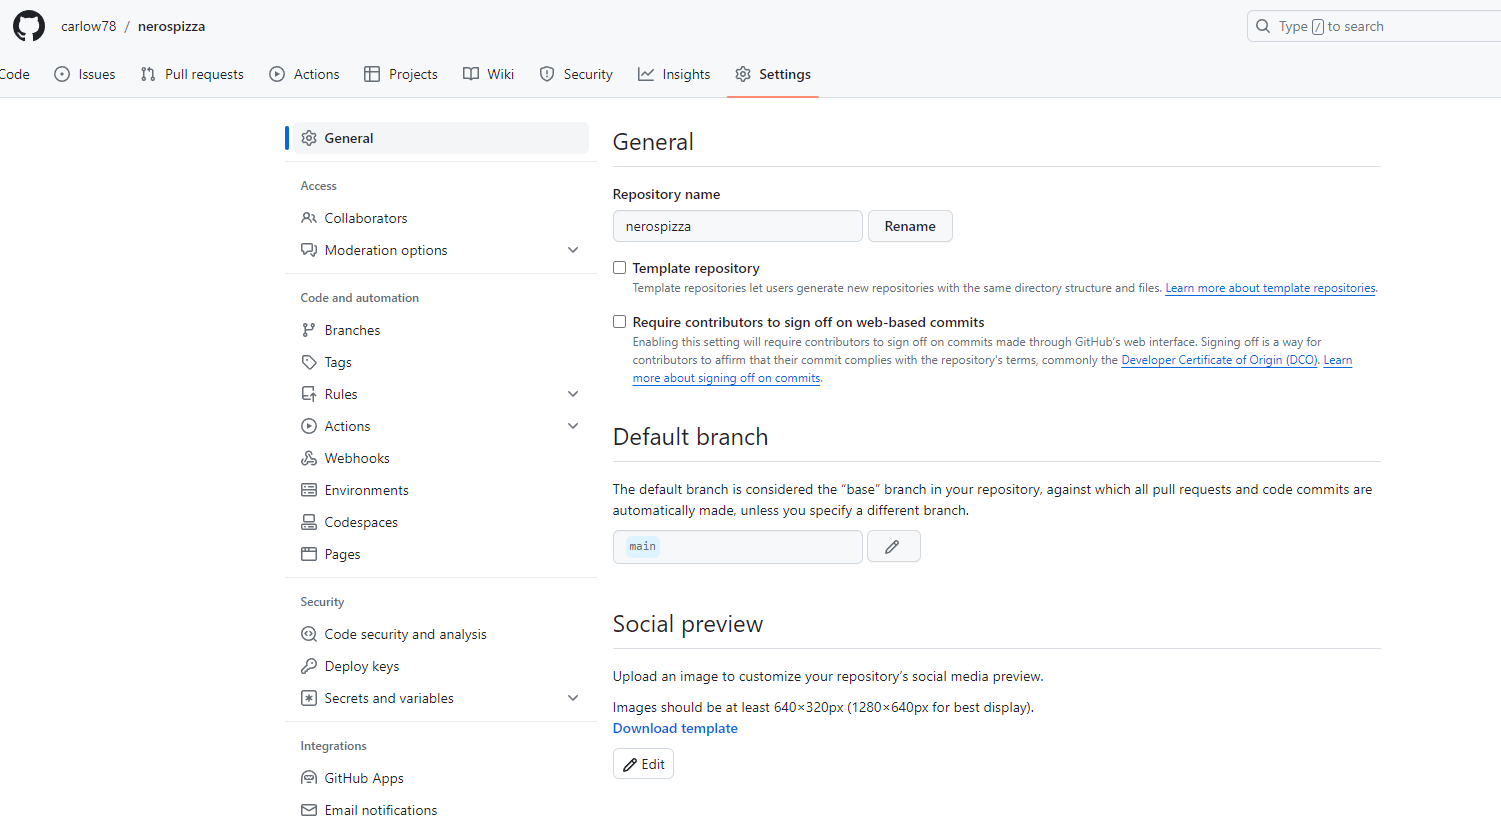 carlow78 / nerospizza
Type / to search
Code Issues Pull requests Actions Projects Wiki Security Insights Settings
General
Access
Collaborators
Moderation options
Code and automation
Branches
Tags
Rules
Actions
Webhooks
Environments
Codespaces
Pages
Security
Code security and analysis
Deploy keys
Secrets and variables
Integrations
GitHub Apps
Email notifications
General
Repository name
nerospizza Rename
Template repository
Template repositories let users generate new repositories with the same directory structure and files. Learn more about template repositories.
Require contributors to sign off on web-based commits
Enabling this setting will require contributors to sign off on commits made through GitHub's web interface. Signing off is a way for
contributors to affirm that their commit complies with the repository's terms, commonly the Developer Certificate of Origin (DCO). Learn
more about signing off on commits.
Default branch
The default branch is considered the “base” branch in your repository, against which all pull requests and code commits are
automatically made, unless you specify a different branch.
main
Social preview
Upload an image to customize your repository’s social media preview.
Images should be at least 640×320px (1280×640px for best display).
Download template
Edit